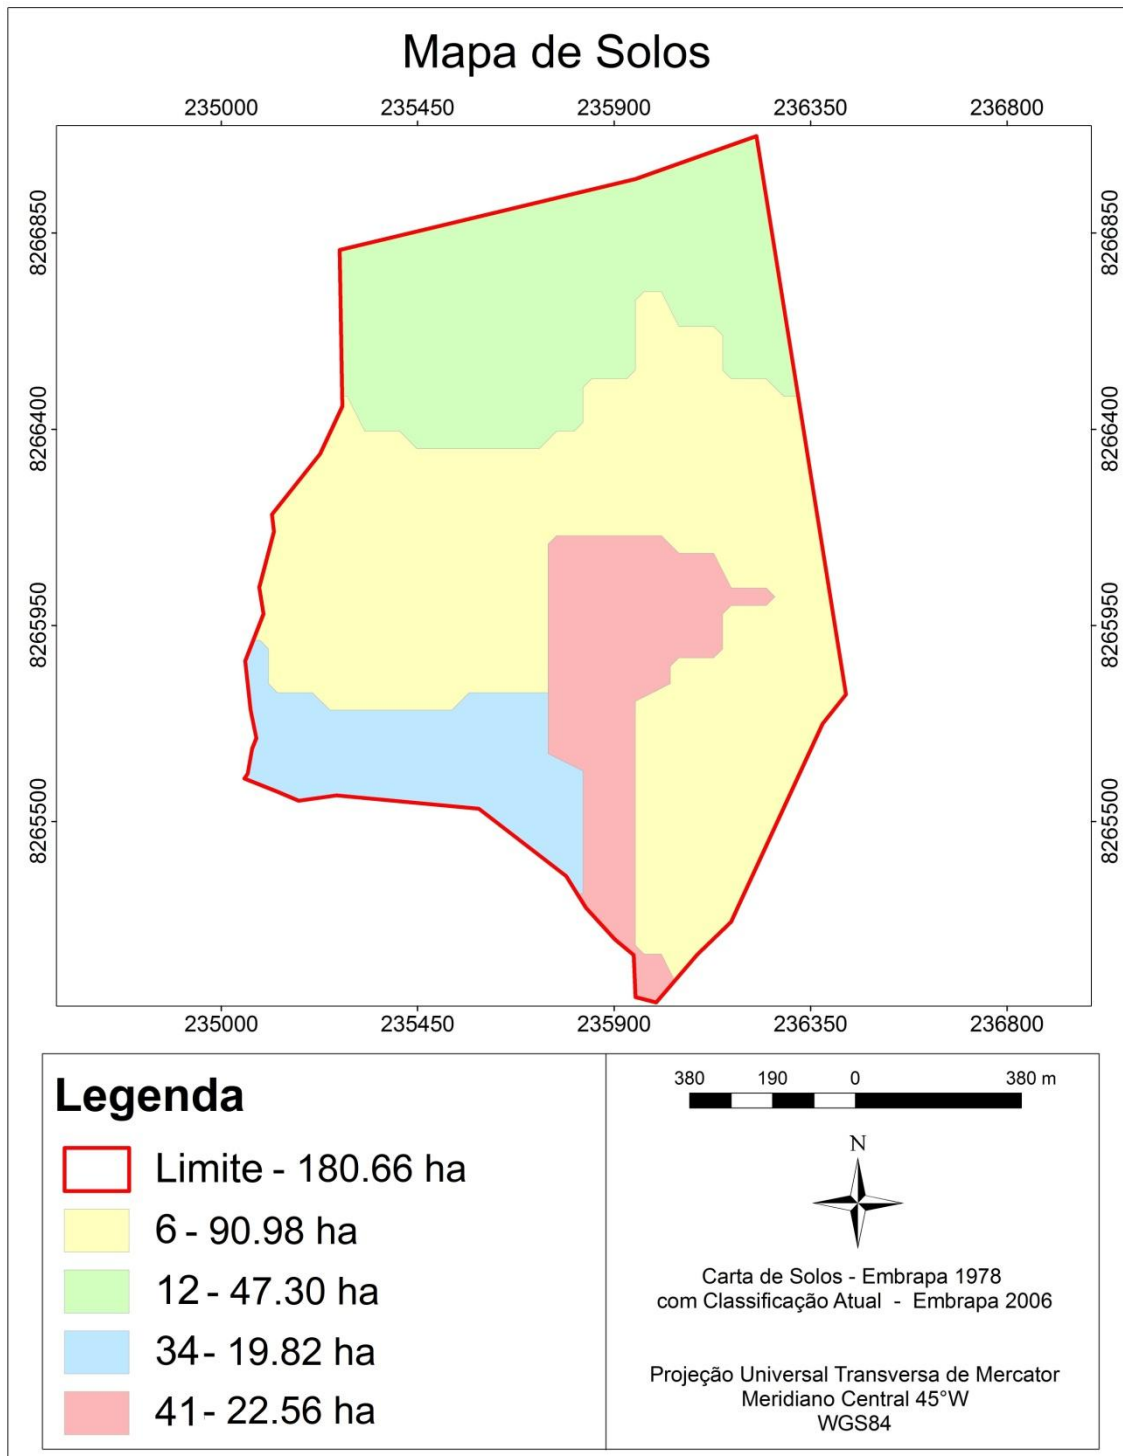 Mapa de Solos
235000 235450 235900 236350 236800
8266850 8266850
8266400 8266400
8265950 8265950
8265500 8265500
235000 235450 235900 236350 236800
Legenda
Limite - 180.66 ha
6 - 90.98 ha
12 - 47.30 ha
34 - 19.82 ha
41 - 22.56 ha
380 190 0 380 m
N
Carta de Solos - Embrapa 1978
com Classificação Atual - Embrapa 2006
Projeção Universal Transversa de Mercator
Meridiano Central 45°W
WGS84